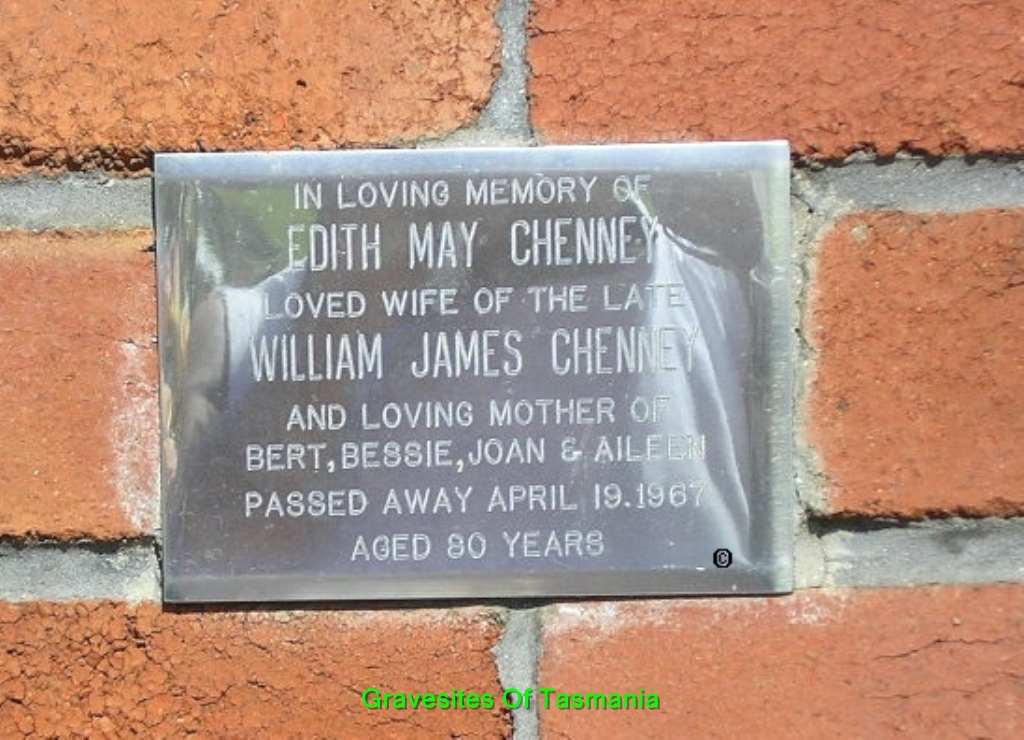 IN LOVING MEMORY OF
EDITH MAY CHENNEY
LOVED WIFE OF THE LATE
WILLIAM JAMES CHENNEY
AND LOVING MOTHER OF
BERT, BESSIE, JOAN & AILEEN
PASSED AWAY APRIL 19.1967
AGED 80 YEARS
©
Gravesites Of Tasmania